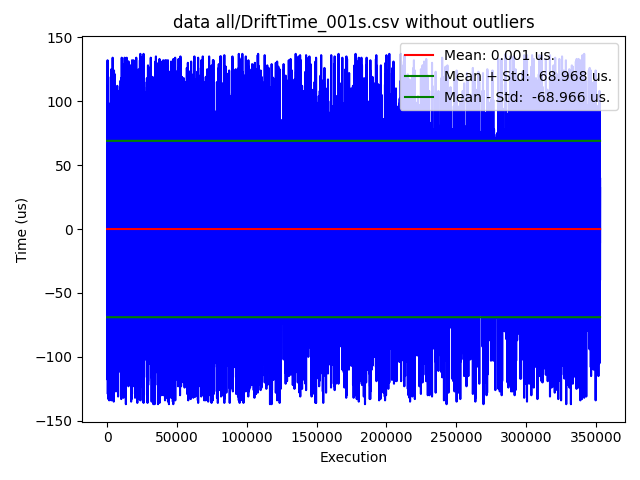 data all/DriftTime_001s.csv without outliers
Mean: 0.001 us.
Mean + Std:  68.968 us.
Mean - Std:  -68.966 us.
Time (us)
150
100
50
0
−50
−100
−150
0 50000 100000 150000 200000 250000 300000 350000
Execution